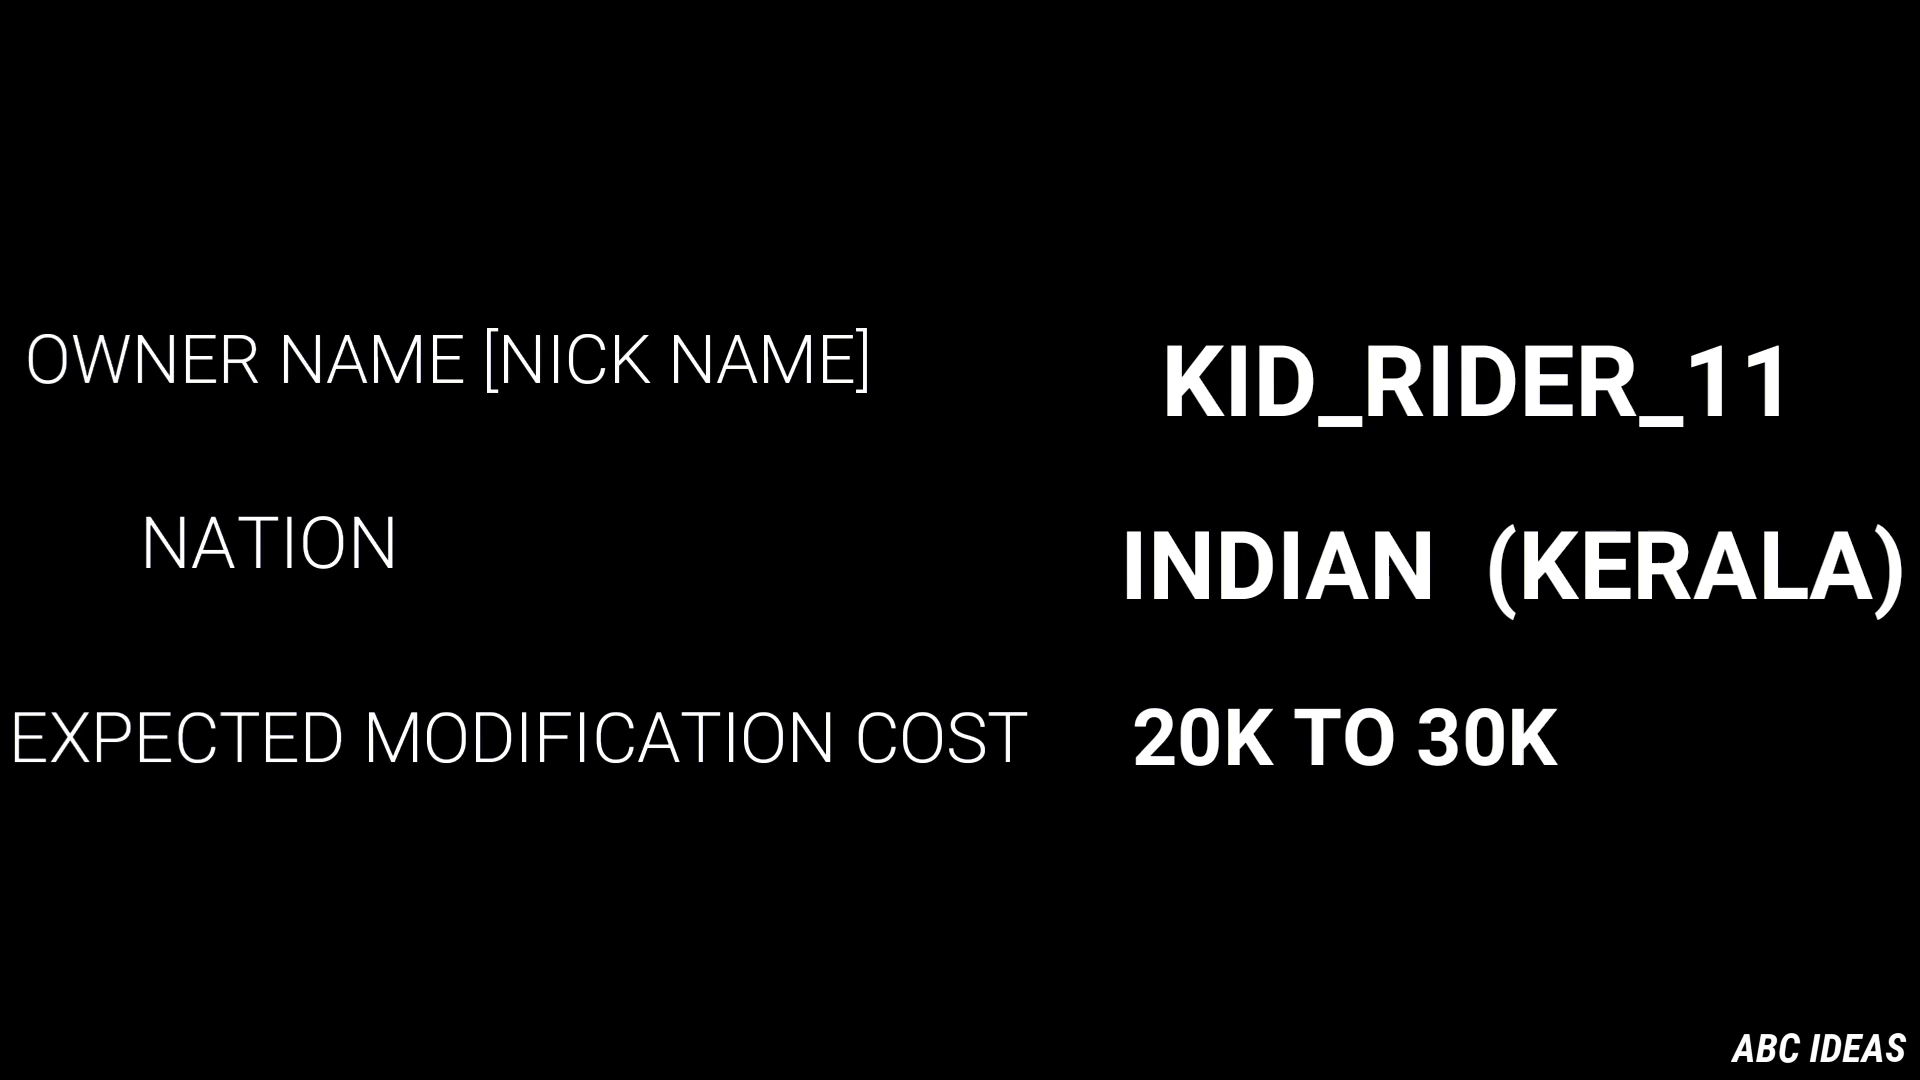 OWNER NAME [NICK NAME]
KID_RIDER_11
NATION
INDIAN (KERALA)
EXPECTED MODIFICATION COST
20K TO 30K
ABC IDEAS